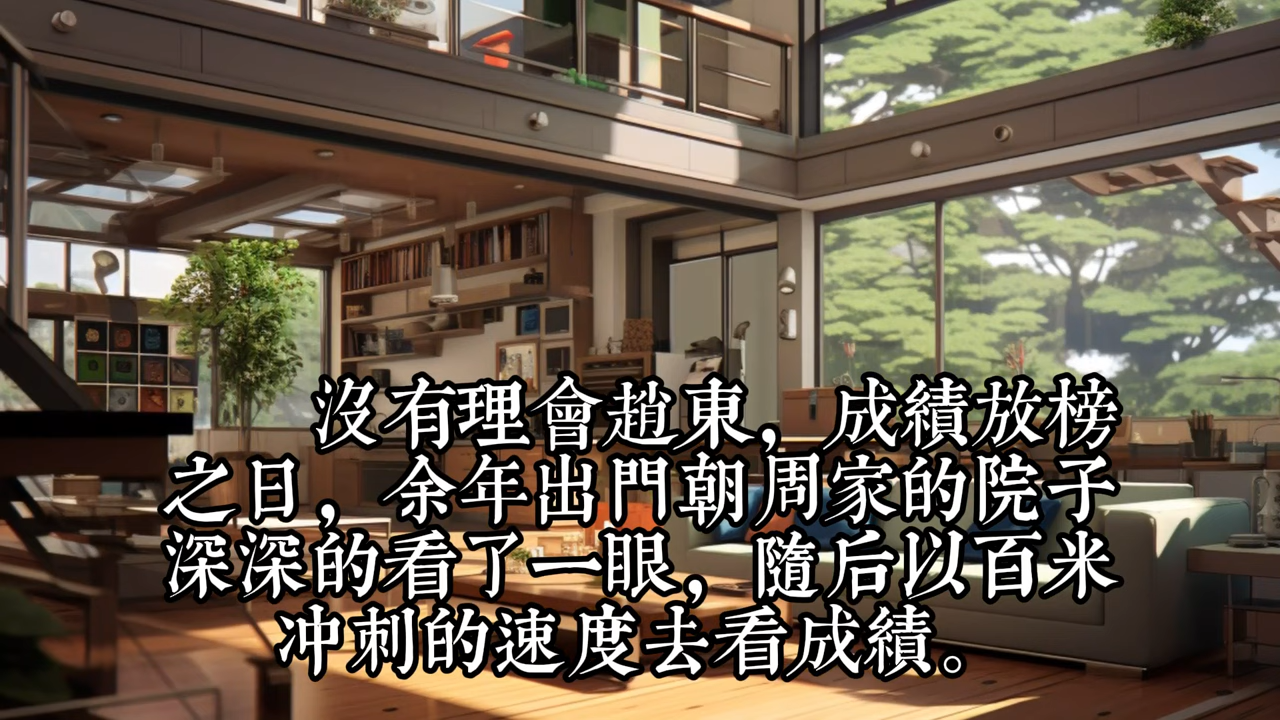 沒有理會趙東，成績放榜
之日，余年出門朝周家的院子
深深的看了一眼，隨后以百米
冲刺的速度去看成績。